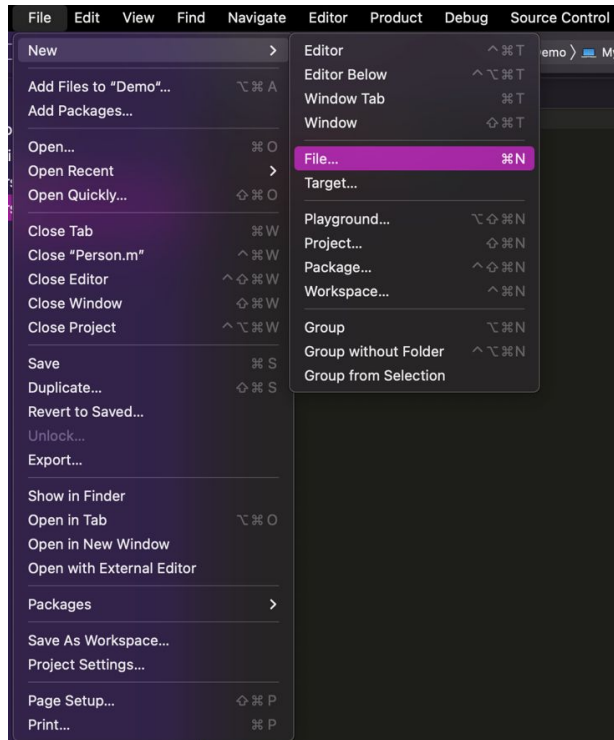 File Edit View Find Navigate Editor Product Debug Source Control
New >
Add Files to “Demo“... ⌥⌘A
Add Packages...
Open... ⌘O
Open Recent >
Open Quickly... ⇧⌘O
Close Tab ⌘W
Close “Person.m” ^⌘W
Close Editor ^⇧⌘W
Close Window ⇧⌘W
Close Project ^⌥⌘W
Save ⌘S
Duplicate... ⇧⌘S
Revert to Saved...
Unlock...
Export...
Show in Finder
Open in Tab ⌥⌘O
Open in New Window
Open with External Editor
Packages >
Save As Workspace...
Project Settings...
Page Setup... ⇧⌘P
Print... ⌘P
Editor ^⌘T
Editor Below ^⌥⌘T
Window Tab ⌘T
Window ⇧⌘T
File... ⌘N
Target...
Playground... ⌥⇧⌘N
Project... ⇧⌘N
Package... ^⇧⌘N
Workspace... ^⌘N
Group ⌥⌘N
Group without Folder ^⌥⌘N
Group from Selection
emo 〉 M